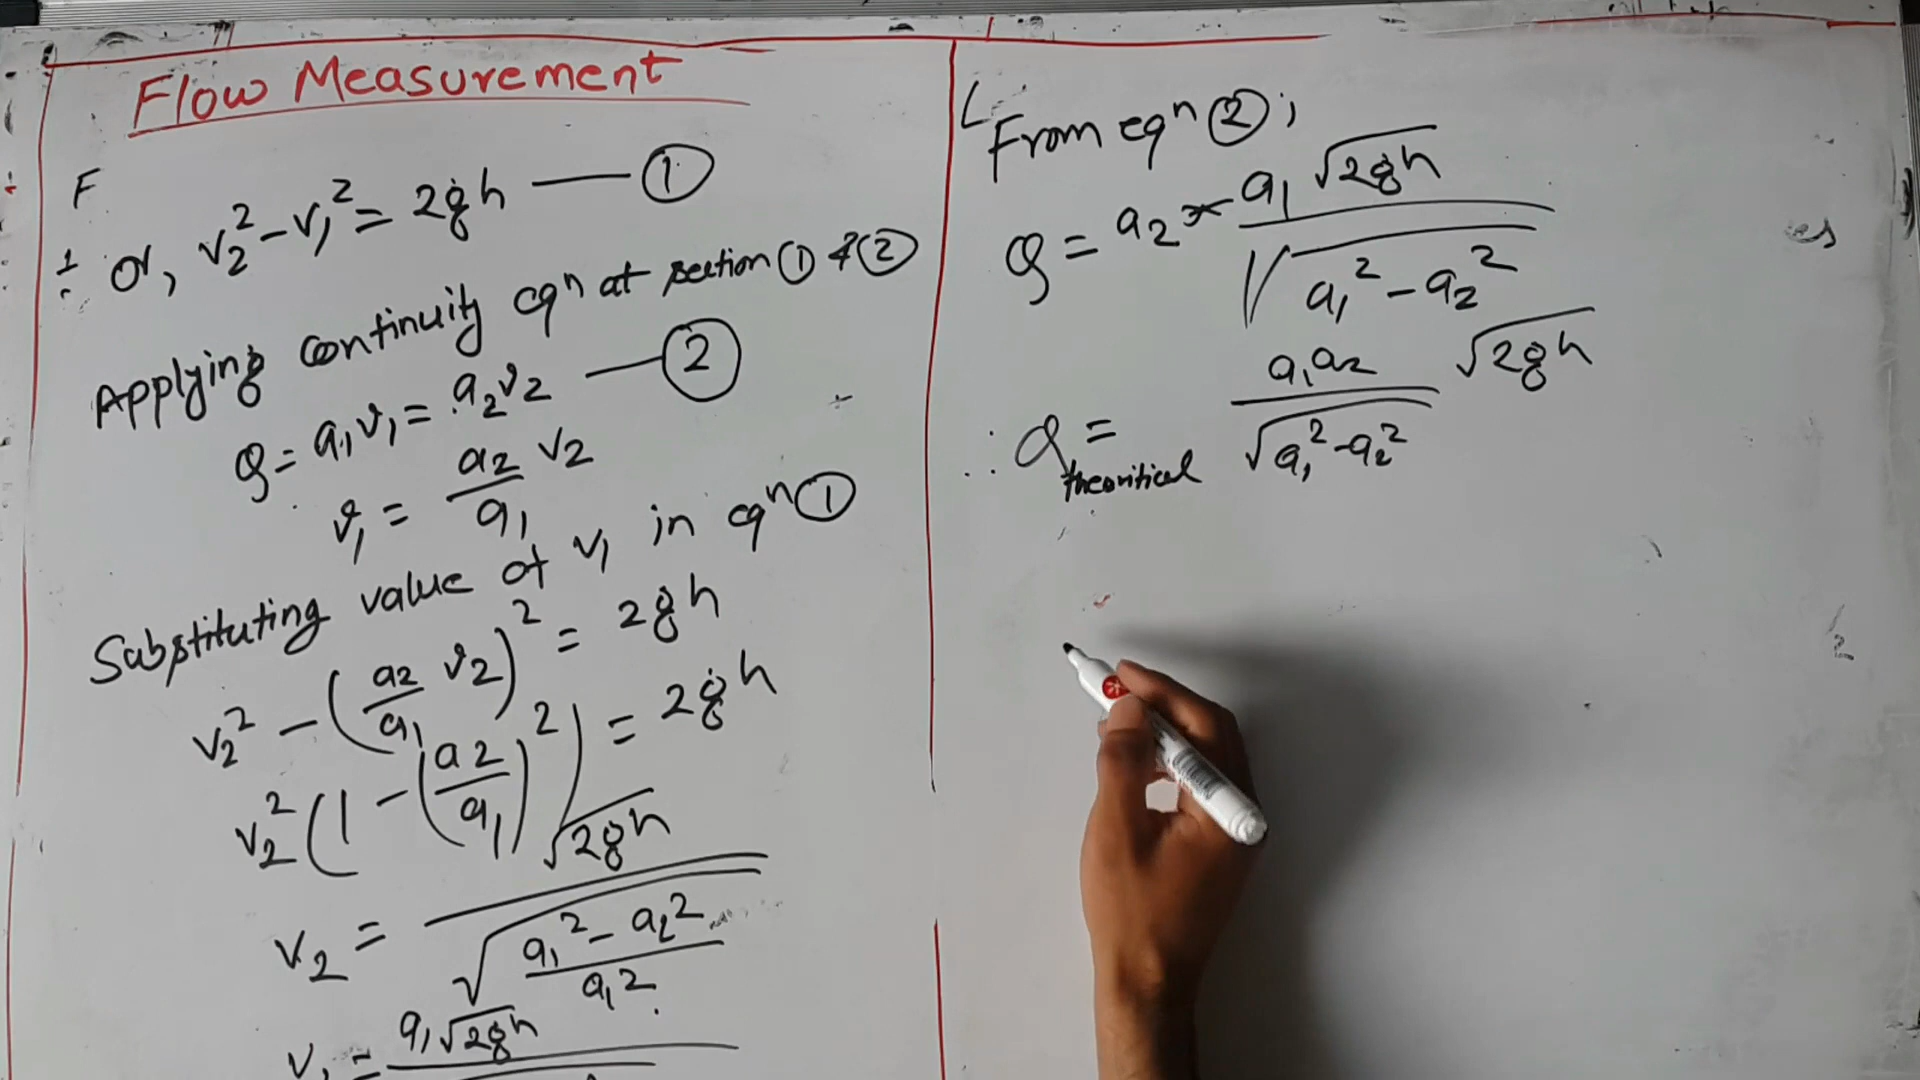 Flow Measurement
F
or, v₂² - v₁² = 2gh —— ①
Applying continuity eqⁿ at section ① & ②
Q = a₁v₁ = a₂v₂ —— ②
v₁ = a₂/a₁ v₂
Substituting value of v₁ in eqⁿ ①
v₂² - (a₂/a₁ v₂)² = 2gh
v₂² (1 - (a₂/a₁)²) = 2gh
v₂ = √2gh / √((a₁² - a₂²)/a₁²)
= a₁√2gh
From eqⁿ ②;
Q = a₂ × a₁ √2gh / √(a₁² - a₂²)
∴ Q theoritical = a₁a₂ / √(a₁² - a₂²) √2gh
es
2